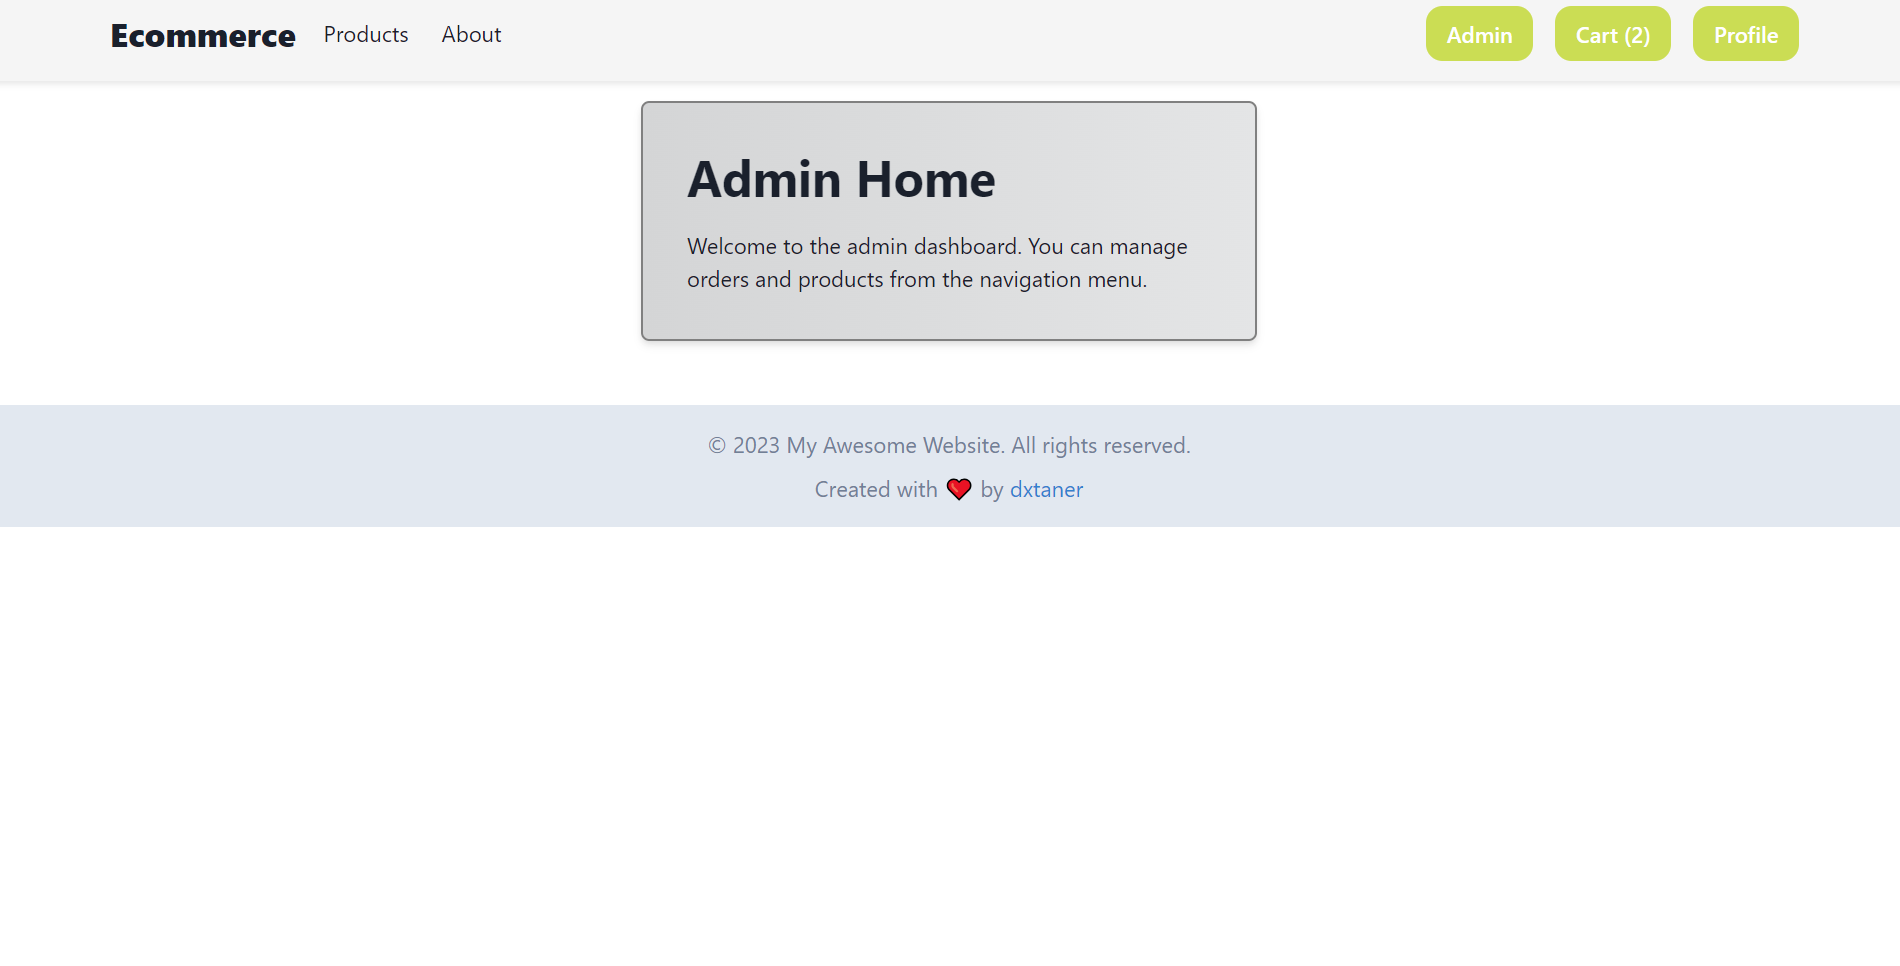 Ecommerce Products About Admin Cart (2) Profile
Admin Home
Welcome to the admin dashboard. You can manage
orders and products from the navigation menu.
© 2023 My Awesome Website. All rights reserved.
Created with ❤️ by dxtaner